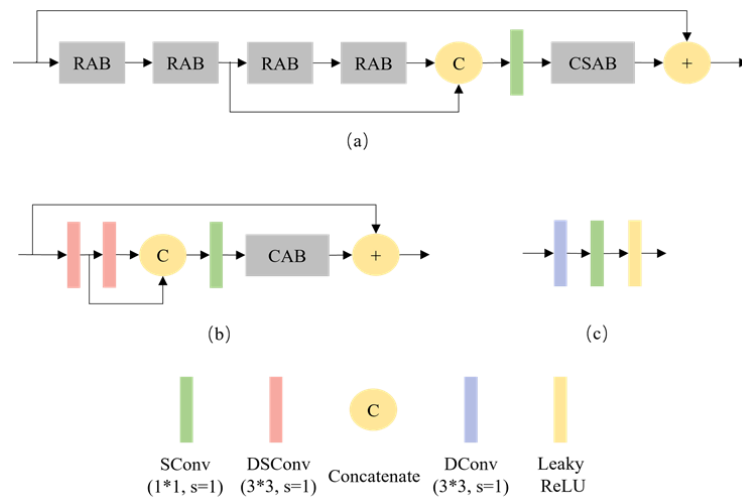 RAB RAB RAB RAB C CSAB +
(a)
C CAB +
(b) (c)
C
SConv DSConv Concatenate DConv Leaky
(1*1, s=1) (3*3, s=1) (3*3, s=1) ReLU